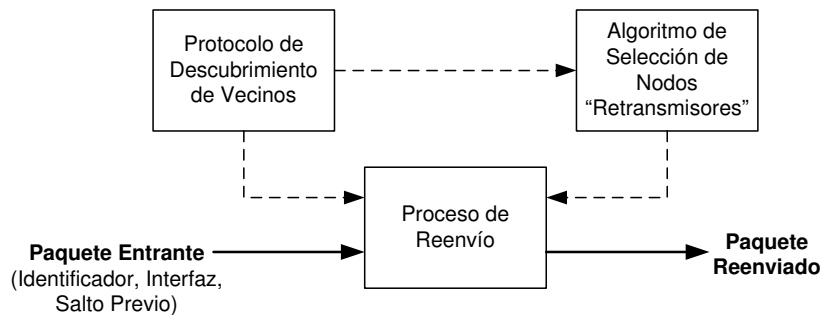 Protocolo de
Descubrimiento
de Vecinos
Algoritmo de
Selección de
Nodos
“Retransmisores”
Proceso de
Reenvío
Paquete Entrante
(Identificador, Interfaz,
Salto Previo)
Paquete
Reenviado